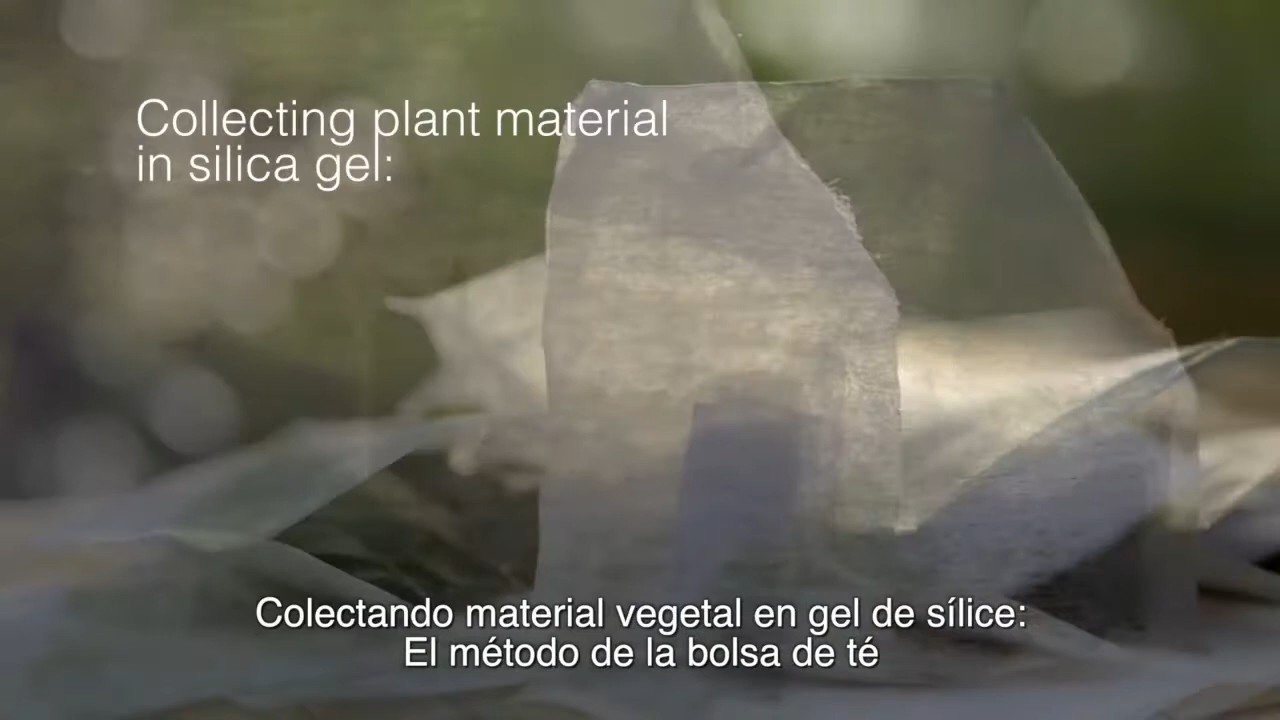 Collecting plant material
in silica gel:
Colectando material vegetal en gel de sílice:
El método de la bolsa de té